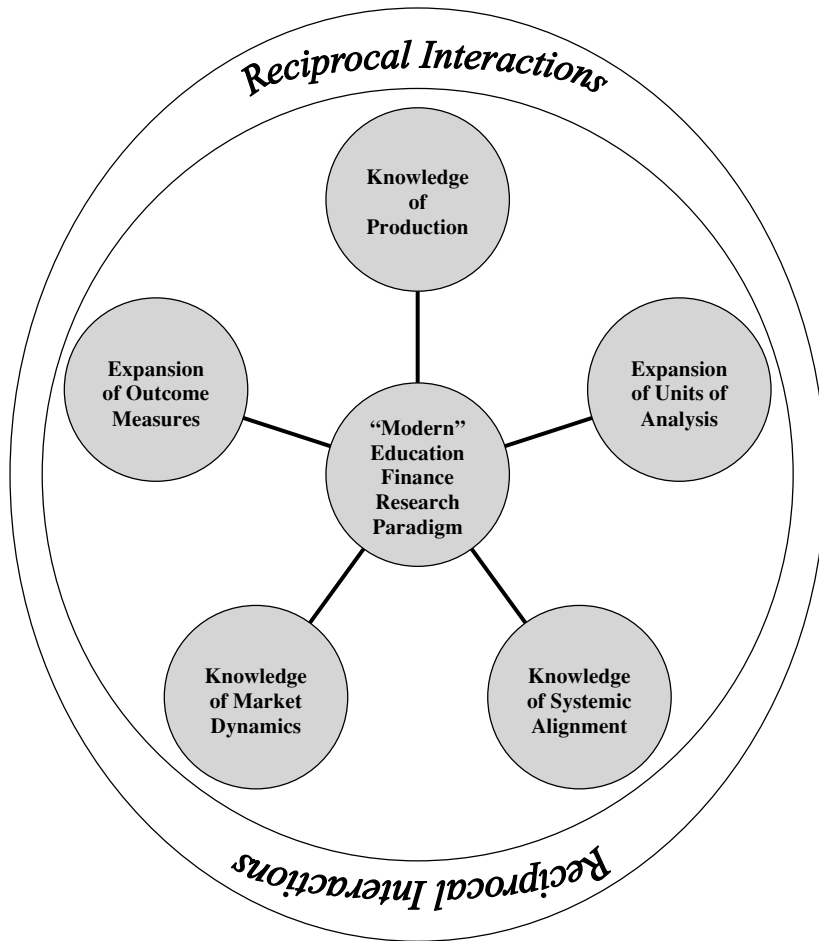 Reciprocal Interactions
Knowledge
of
Production
Expansion
of Outcome
Measures
Expansion
of Units of
Analysis
“Modern”
Education
Finance
Research
Paradigm
Knowledge
of Market
Dynamics
Knowledge
of Systemic
Alignment
Reciprocal Interactions